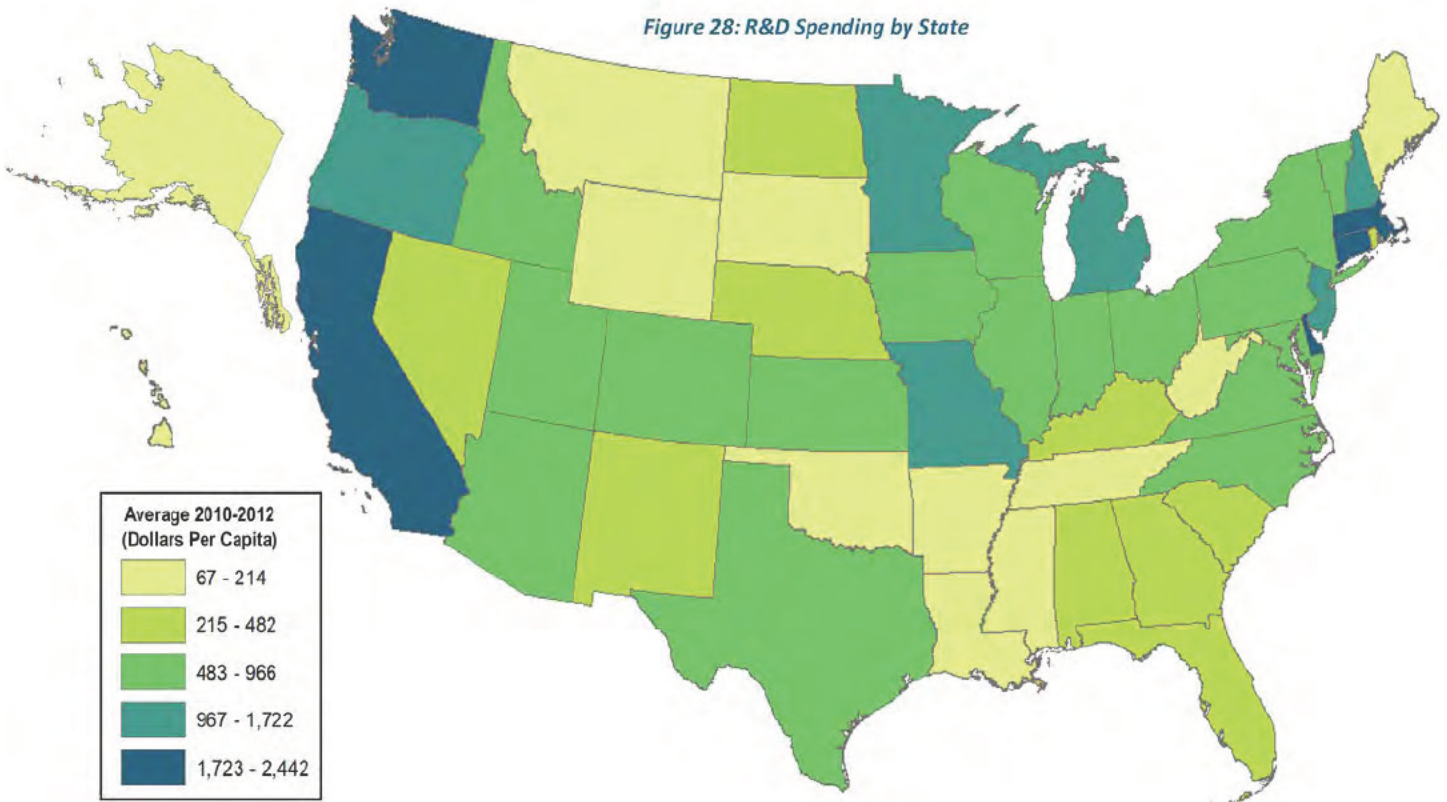 Figure 28: R&D Spending by State
Average 2010-2012
(Dollars Per Capita)
67 - 214
215 - 482
483 - 966
967 - 1,722
1,723 - 2,442